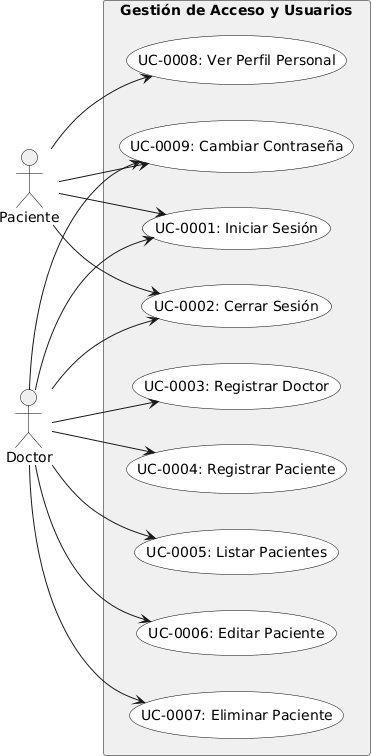 Gestión de Acceso y Usuarios
UC-0008: Ver Perfil Personal
UC-0009: Cambiar Contraseña
Paciente
UC-0001: Iniciar Sesión
UC-0002: Cerrar Sesión
UC-0003: Registrar Doctor
Doctor
UC-0004: Registrar Paciente
UC-0005: Listar Pacientes
UC-0006: Editar Paciente
UC-0007: Eliminar Paciente